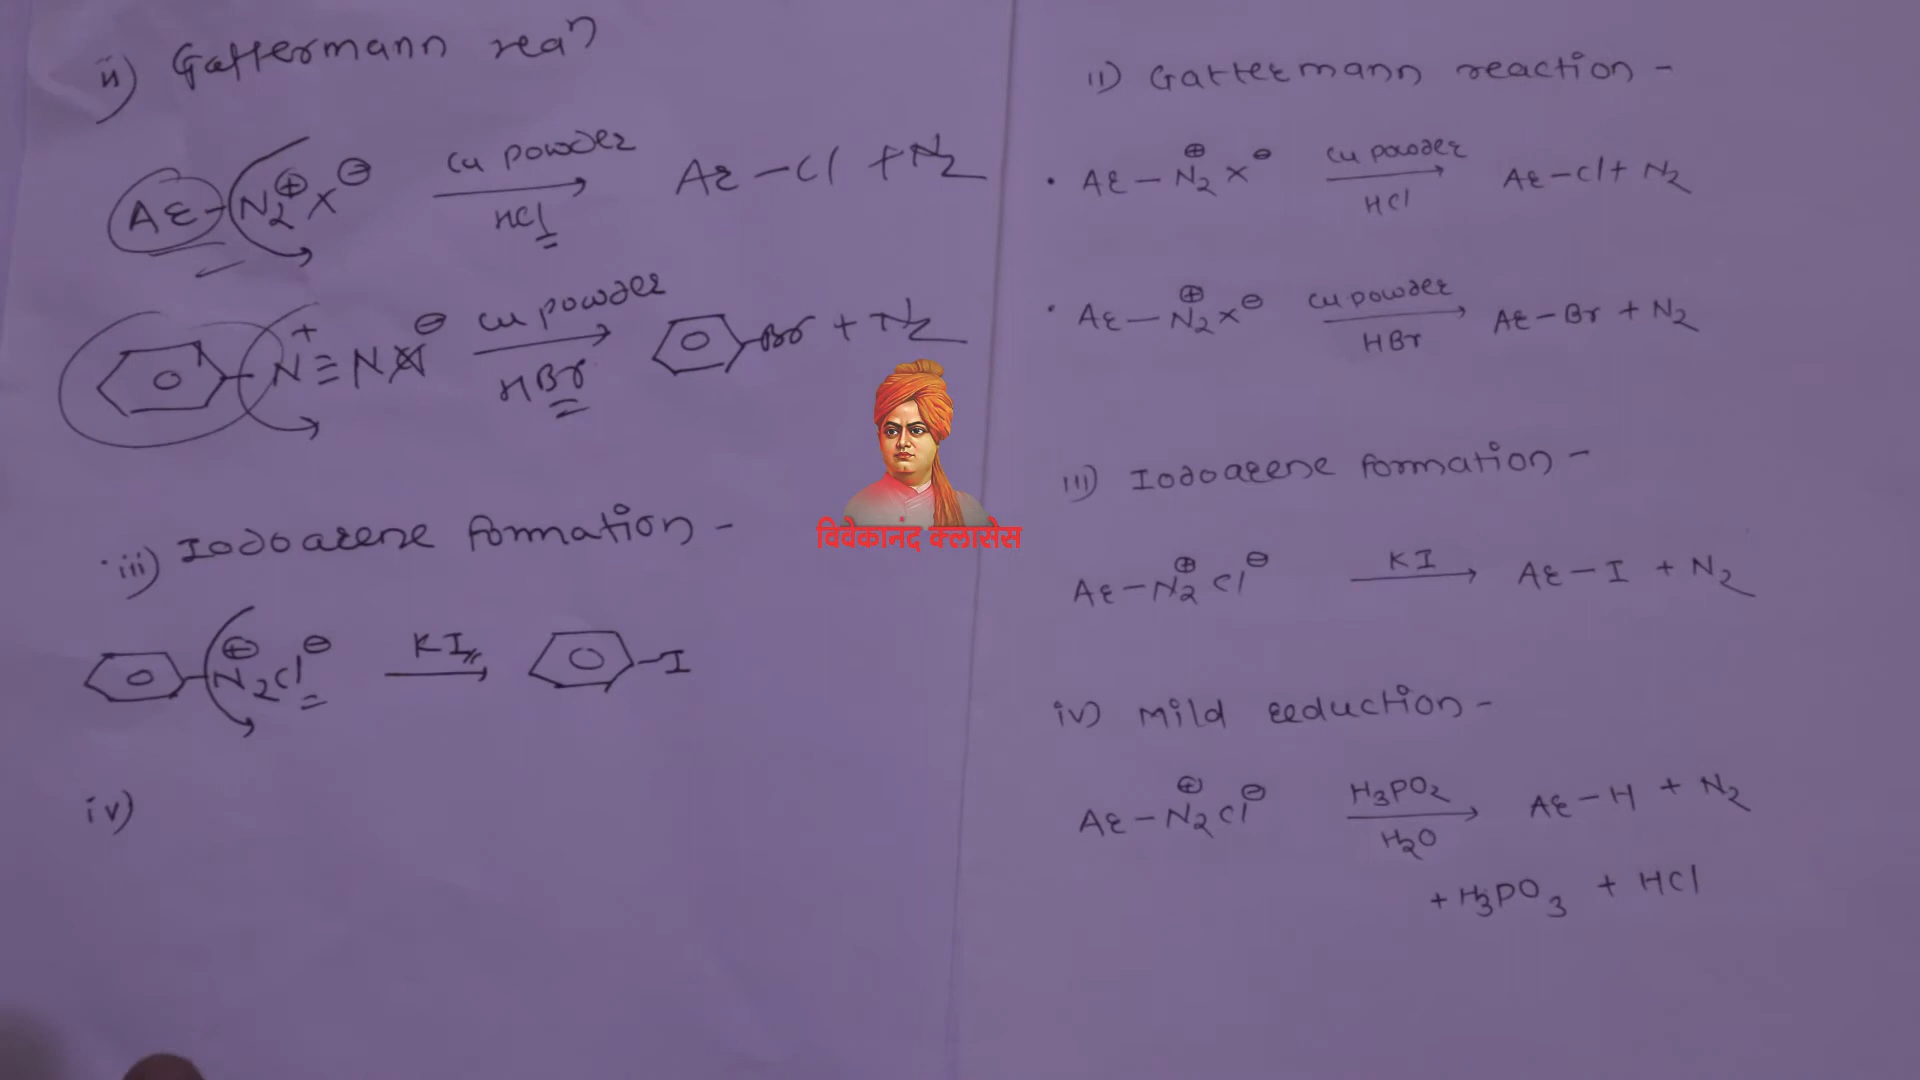 ii) Gattermann reaⁿ
Ar-N₂⊕X⊖ Cu powder → HCl Ar-Cl + N₂
N⁺≡NX⊖ Cu powder → HBr Br + N₂
iii) Iodoarene formation -
N₂⊕Cl⊖ KI → I
iv)
विवेकानंद क्लासेस
ii) Gattermann reaction -
• Ar-N₂⊕X⊖ Cu powder → HCl Ar-Cl + N₂
• Ar-N₂⊕X⊖ Cu powder → HBr Ar-Br + N₂
iii) Iodoarene formation -
Ar-N₂⊕Cl⊖ KI → Ar-I + N₂
iv) Mild reduction -
Ar-N₂⊕Cl⊖ H₃PO₂ → H₂O Ar-H + N₂
+ H₃PO₃ + HCl